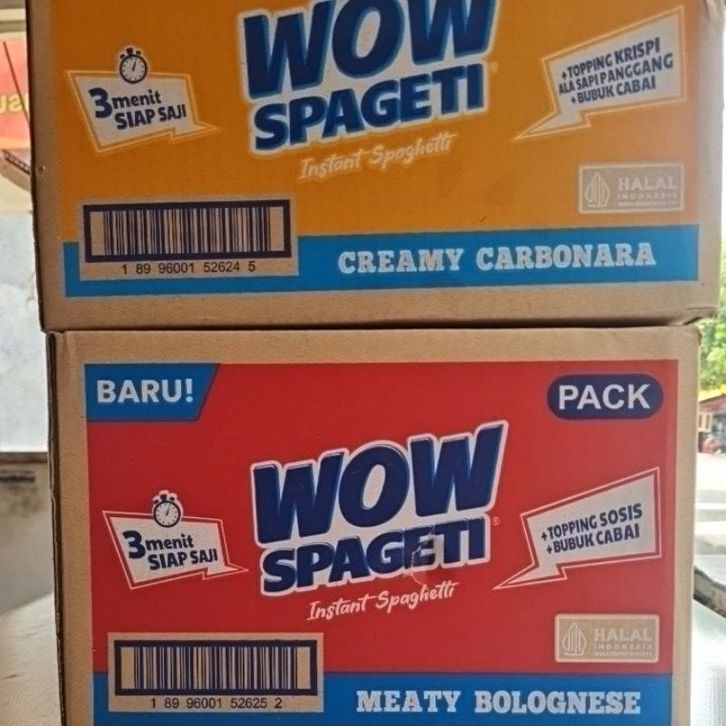 WOW
SPAGETI
Instant Spaghetti
3 menit
SIAP SAJI
+TOPPING KRISPI
ALA SAPI PANGGANG
+BUBUK CABAI
HALAL
INDONESIA
1 89 96001 52624 5
CREAMY CARBONARA
BARU!
PACK
WOW
SPAGETI
Instant Spaghetti
3 menit
SIAP SAJI
+TOPPING SOSIS
+BUBUK CABAI
HALAL
INDONESIA
1 89 96001 52625 2
MEATY BOLOGNESE